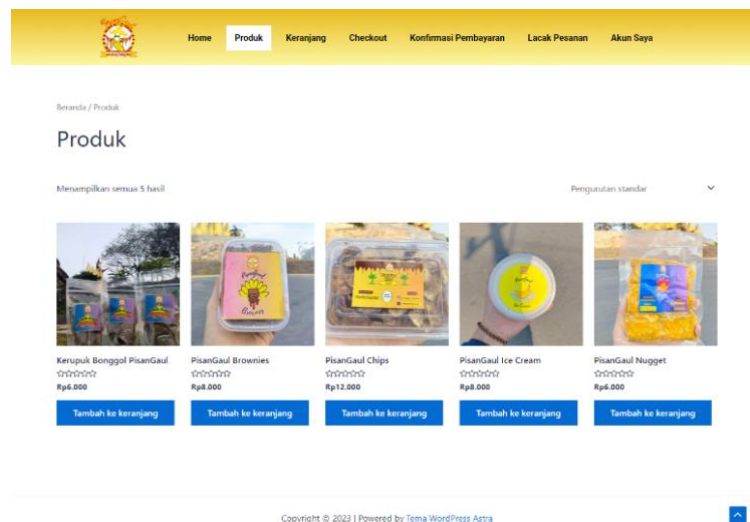 Home Produk Keranjang Checkout Konfirmasi Pembayaran Lacak Pesanan Akun Saya
Beranda / Produk
Produk
Menampilkan semua 5 hasil
Pengurutan standar
Kerupuk Bonggol PisanGaul
Rp6.000
Tambah ke keranjang
PisanGaul Brownies
Rp8.000
Tambah ke keranjang
PisanGaul Chips
Rp12.000
Tambah ke keranjang
PisanGaul Ice Cream
Rp8.000
Tambah ke keranjang
PisanGaul Nugget
Rp6.000
Tambah ke keranjang
Copyright © 2023 | Powered by Tema WordPress Astra